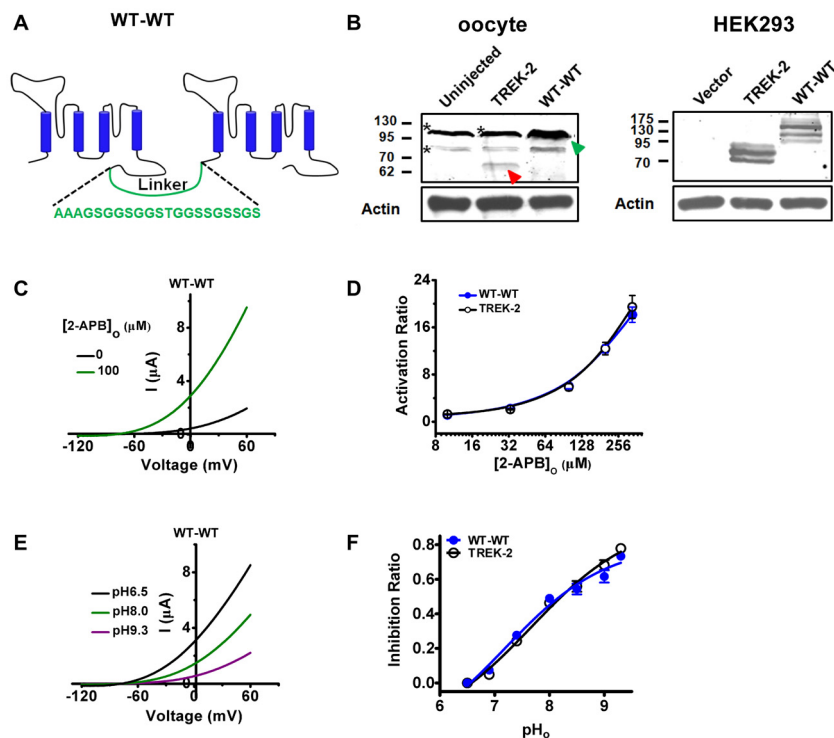 A
WT-WT
Linker
AAAGSGGSGGSTGGSSGSSGS
B
oocyte
HEK293
Uninjected
TREK-2
WT-WT
130
95
70
62
*
*
*
Actin
Vector
TREK-2
WT-WT
175
130
95
70
Actin
C
WT-WT
[2-APB]O (µM)
0
100
I (µA)
8
4
0
-120
-60
0
60
Voltage (mV)
D
WT-WT
TREK-2
Activation Ratio
24
16
8
0
8
16
32
64
128
256
[2-APB]O (µM)
E
WT-WT
pH6.5
pH8.0
pH9.3
I (µA)
8
4
0
-120
-60
0
60
Voltage (mV)
F
WT-WT
TREK-2
Inhibition Ratio
0.8
0.6
0.4
0.2
0.0
6
7
8
9
pHo